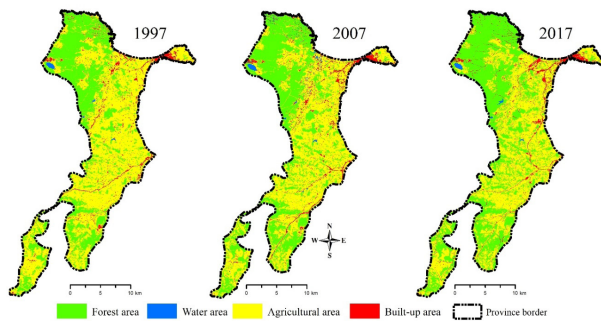 1997
2007
2017
N
W E
S
0 5 10 km
0 5 10 km
0 5 10 km
Forest area
Water area
Agricultural area
Built-up area
Province border